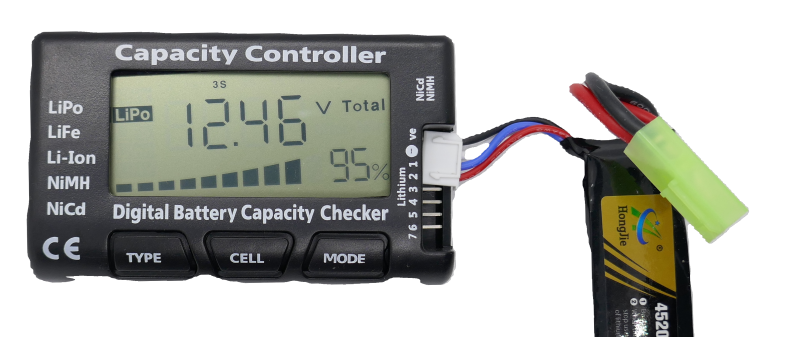 Capacity Controller
LiPo
LiFe
Li-Ion
NiMH
NiCd
3S
LiPo
12.46 V Total
95%
Digital Battery Capacity Checker
CE
TYPE
CELL
MODE
NiCd
NiMH
Lithium
7 6 5 4 3 2 1 − ve
HongJie
®
4520